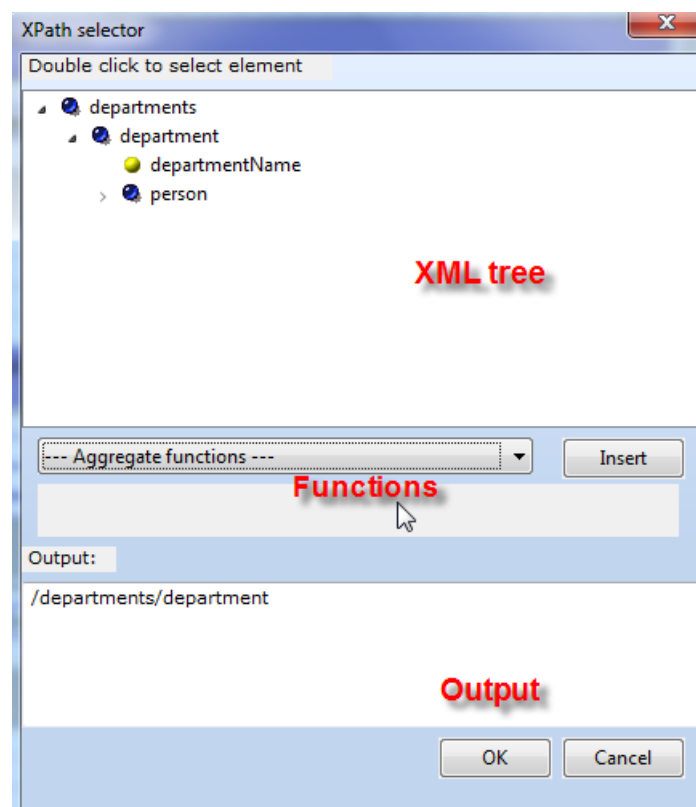 XPath selector
Double click to select element
departments
department
departmentName
person
XML tree
--- Aggregate functions ---
Insert
Functions
Output:
/departments/department
Output
OK
Cancel